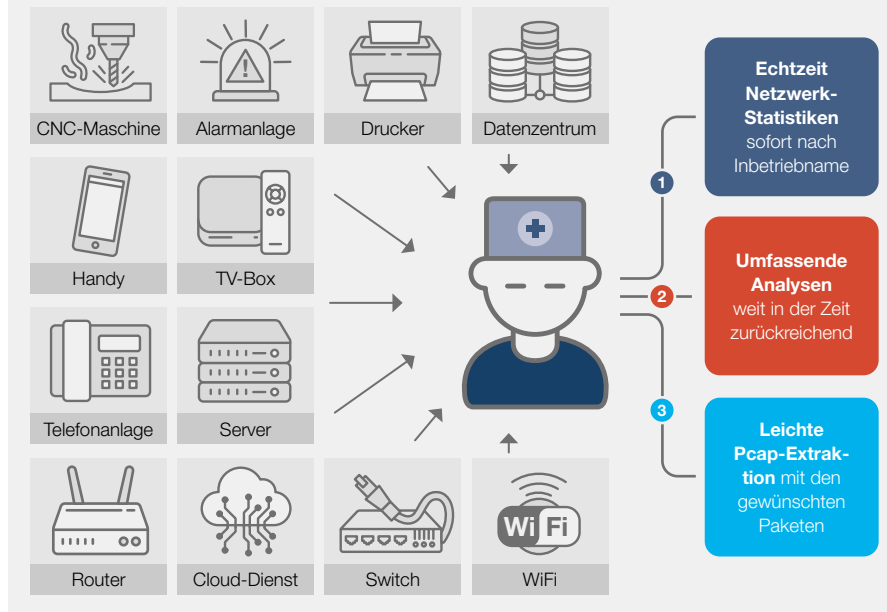 CNC-Maschine
Alarmanlage
Drucker
Datenzentrum
Handy
TV-Box
Telefonanlage
Server
Router
Cloud-Dienst
Switch
Wi Fi
WiFi
1
Echtzeit
Netzwerk-
Statistiken
sofort nach
Inbetriebname
2
Umfassende
Analysen
weit in der Zeit
zurückreichend
3
Leichte
Pcap-Extrak-
tion mit den
gewünschten
Paketen